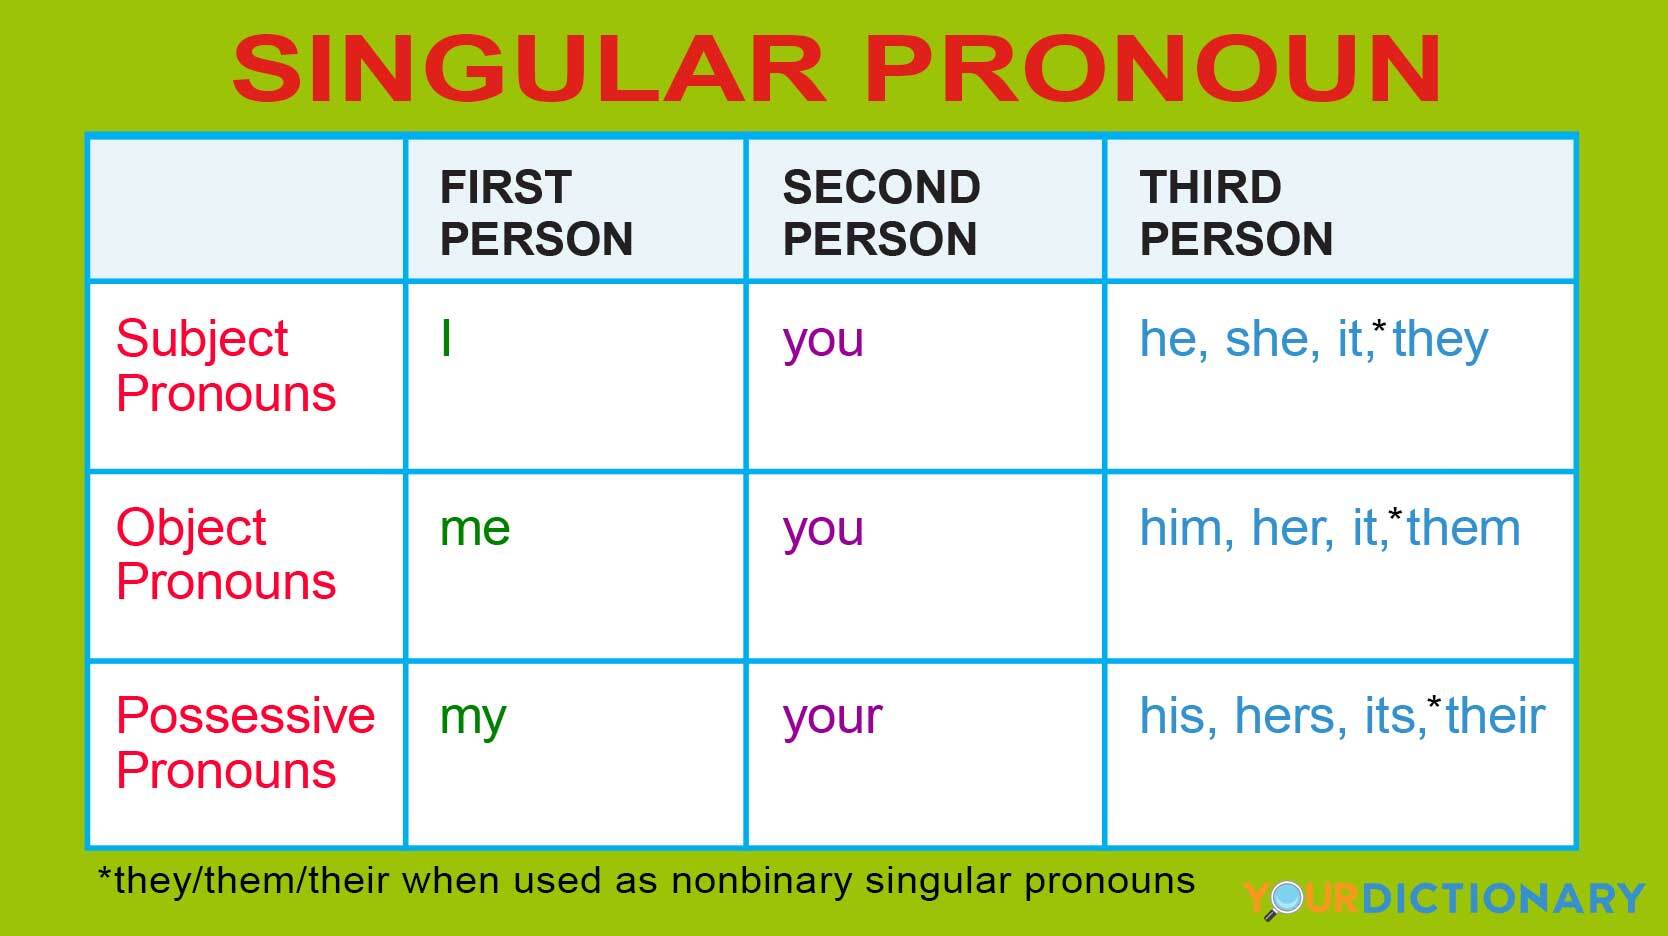 SINGULAR PRONOUN
FIRST
PERSON
SECOND
PERSON
THIRD
PERSON
Subject
Pronouns
I
you
he, she, it,*they
Object
Pronouns
me
you
him, her, it,*them
Possessive
Pronouns
my
your
his, hers, its,*their
*they/them/their when used as nonbinary singular pronouns
YOURDICTIONARY